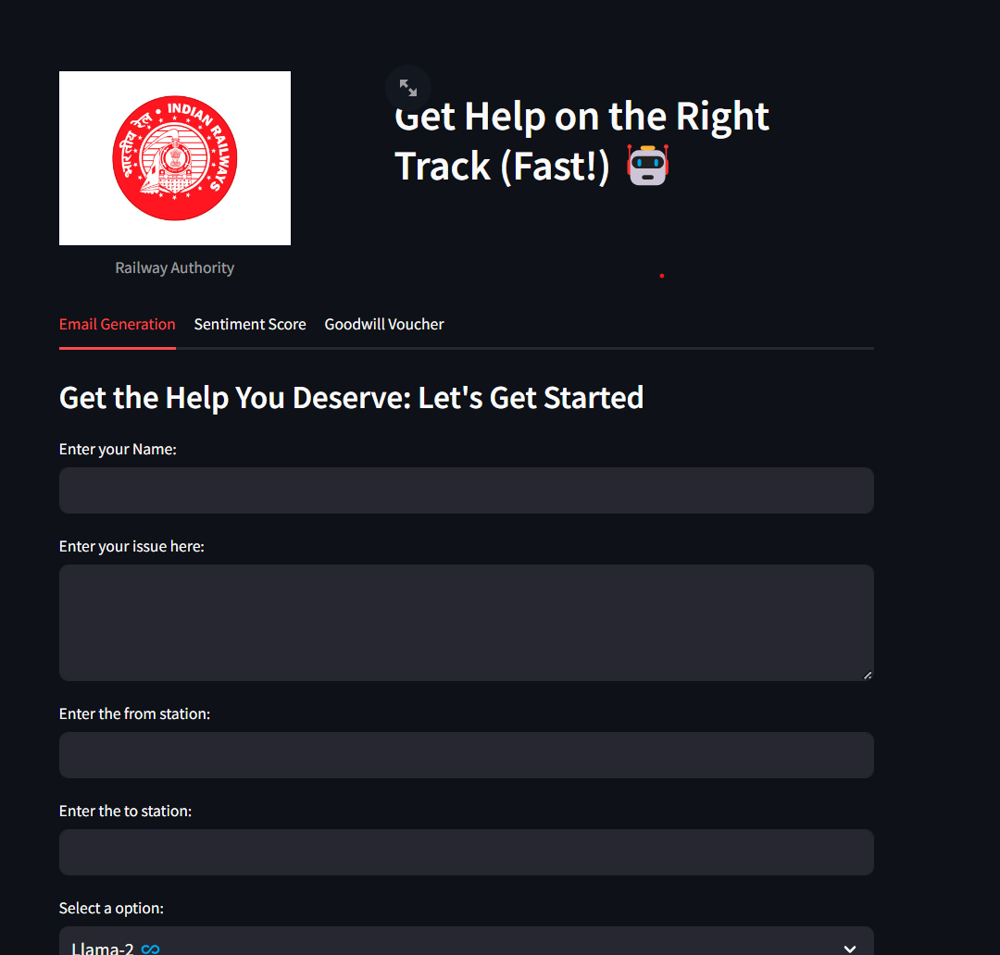 भारतीय रेल • INDIAN RAILWAYS
Railway Authority
Get Help on the Right
Track (Fast!)
Email Generation Sentiment Score Goodwill Voucher
Get the Help You Deserve: Let's Get Started
Enter your Name:
Enter your issue here:
Enter the from station:
Enter the to station:
Select a option:
Llama-2